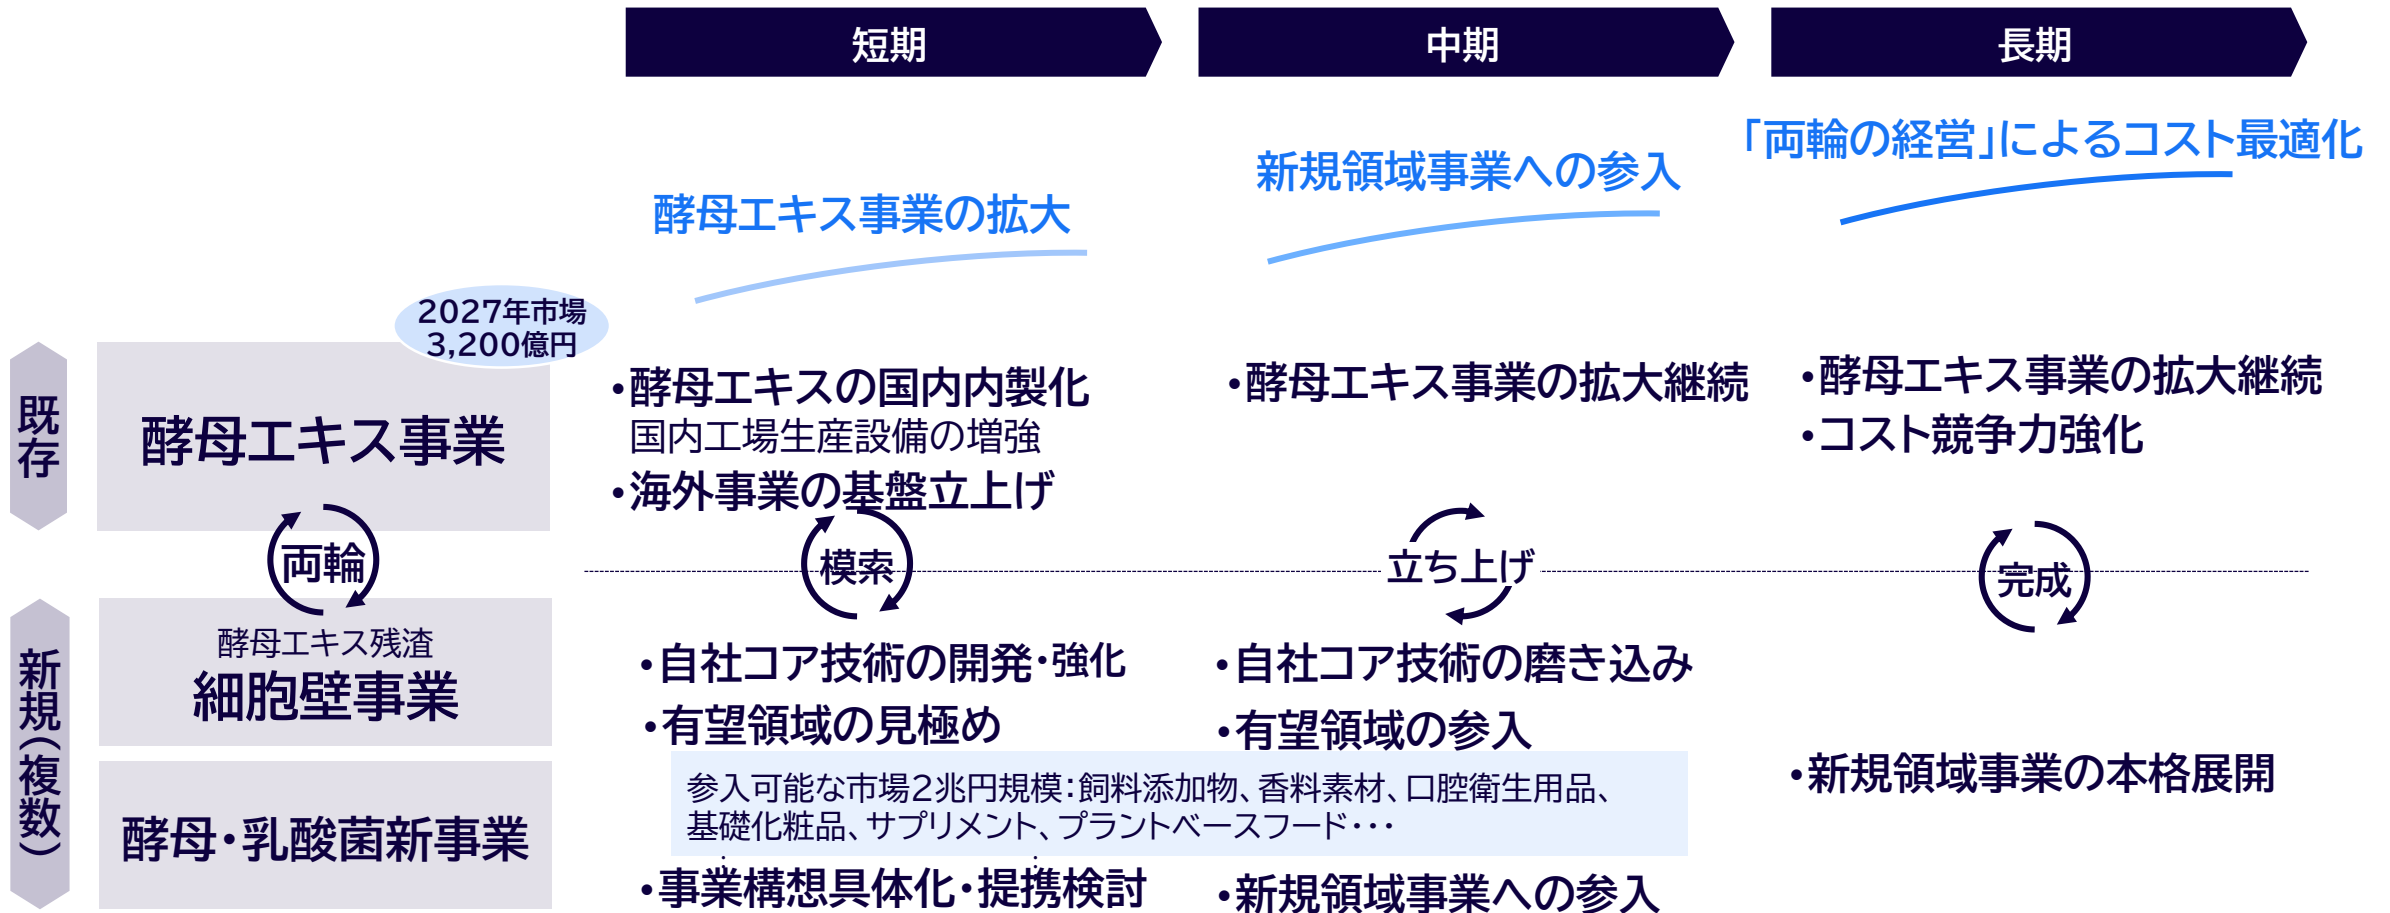 短期
中期
長期
酵母エキス事業の拡大
新規領域事業への参入
「両輪の経営」によるコスト最適化
2027年市場
3,200億円
既存
酵母エキス事業
・酵母エキスの国内内製化
国内工場生産設備の増強
・海外事業の基盤立上げ
・酵母エキス事業の拡大継続
・酵母エキス事業の拡大継続
・コスト競争力強化
両輪
模索
立ち上げ
完成
新規(複数)
酵母エキス残渣
細胞壁事業
酵母・乳酸菌新事業
・自社コア技術の開発・強化
・有望領域の見極め
・自社コア技術の磨き込み
・有望領域の参入
参入可能な市場2兆円規模：飼料添加物、香料素材、口腔衛生用品、
基礎化粧品、サプリメント、プラントベースフード・・・
・事業構想具体化・提携検討
・新規領域事業への参入
・新規領域事業の本格展開